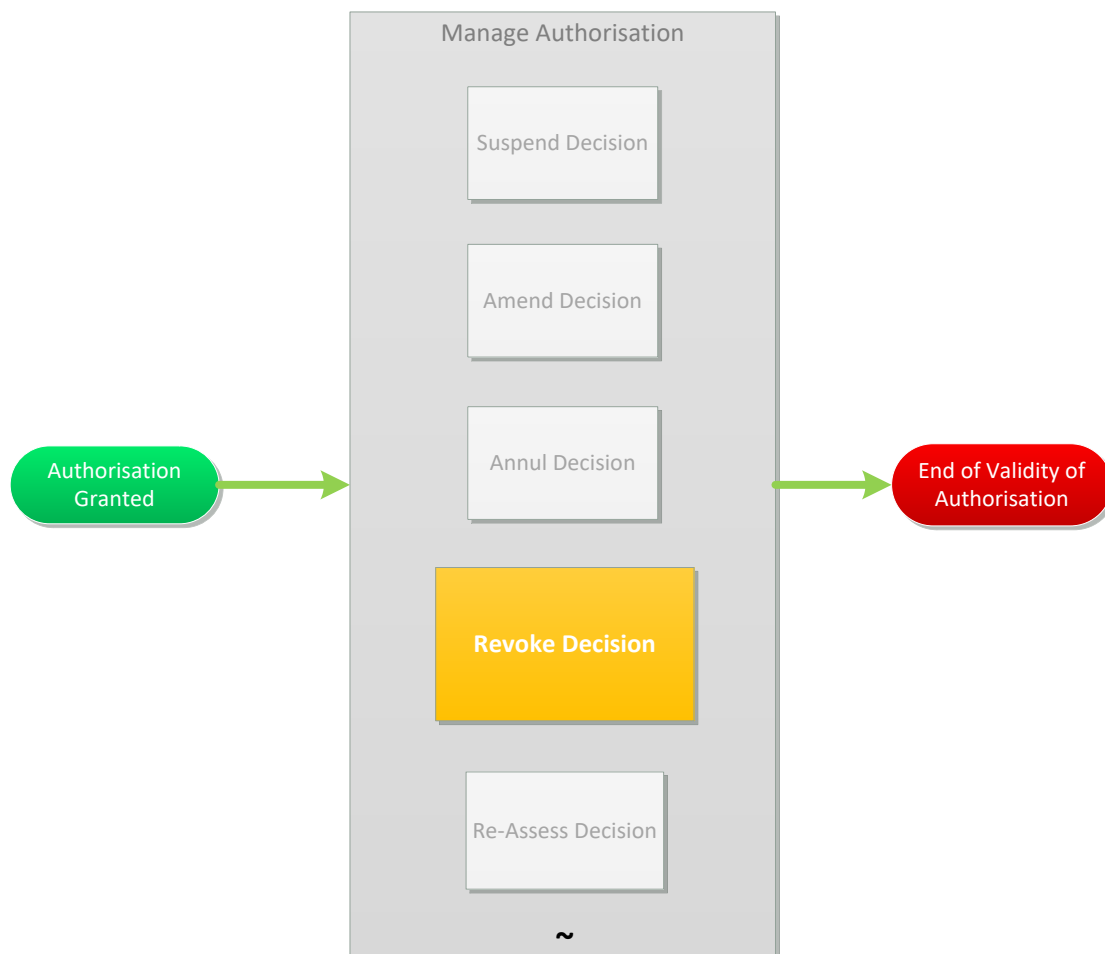 Manage Authorisation
Suspend Decision
Amend Decision
Annul Decision
Authorisation
Granted
End of Validity of
Authorisation
Revoke Decision
Re-Assess Decision
~